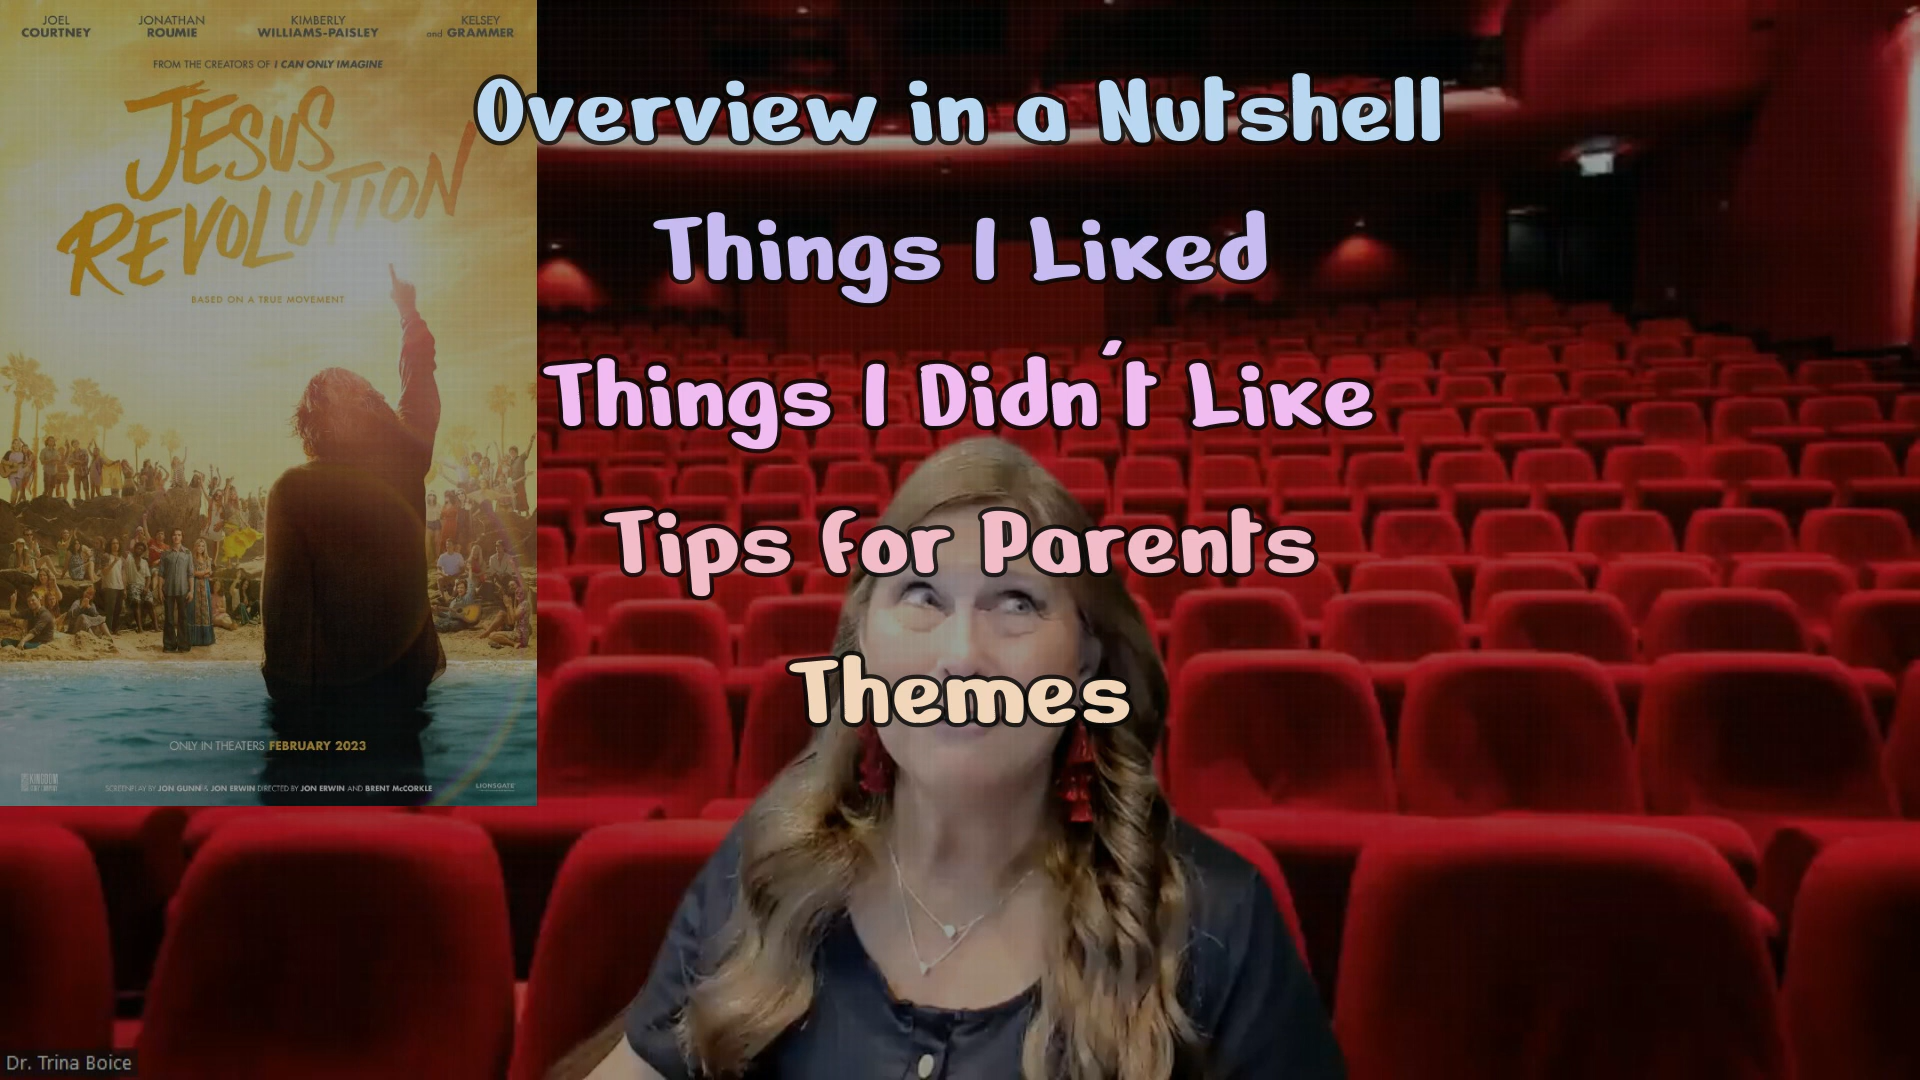 JOEL COURTNEY
JONATHAN ROUMIE
KIMBERLY WILLIAMS-PAISLEY
KELSEY and GRAMMER
FROM THE CREATORS OF I CAN ONLY IMAGINE
JESUS
REVOLUTION
BASED ON A TRUE MOVEMENT
ONLY IN THEATERS FEBRUARY 2023
KINGDOM
SCREENPLAY BY JON GUNN & JON ERWIN DIRECTED BY JON ERWIN AND BRENT McCORKLE
LIONSGATE
Overview in a Nutshell
Things I Liked
Things I Didn't Like
Tips for Parents
Themes
Dr. Trina Boice